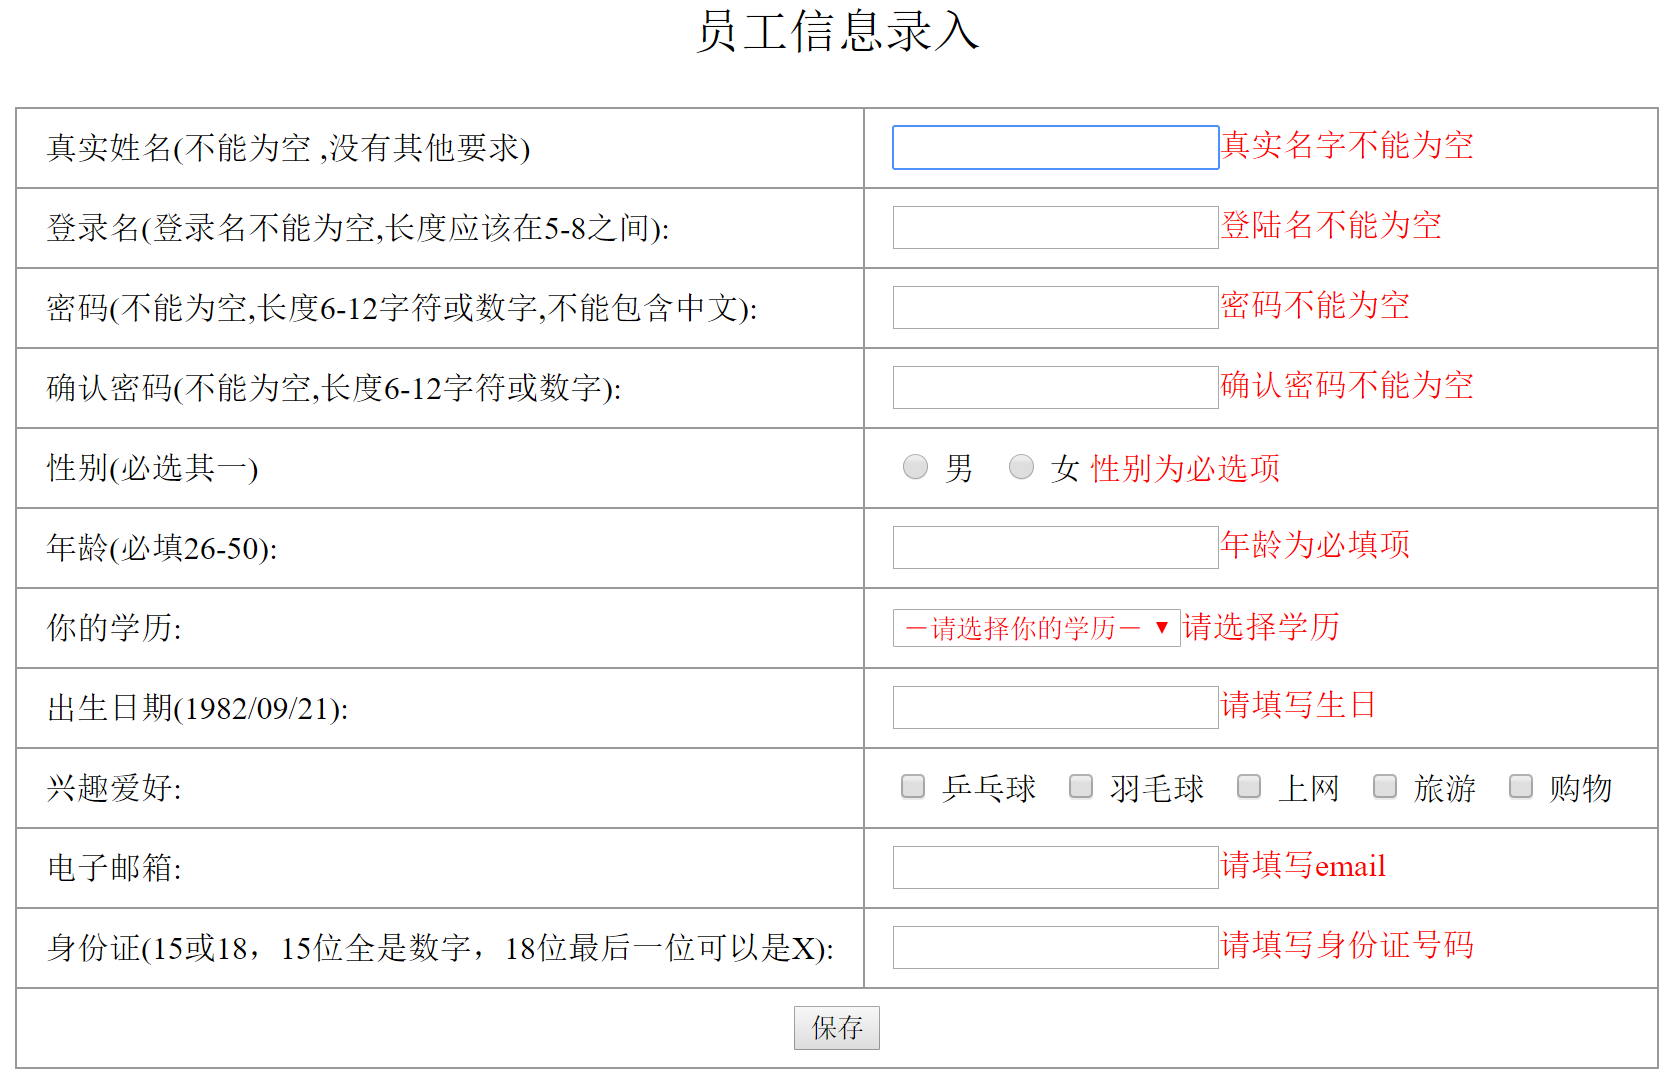 员工信息录入
真实姓名(不能为空 ,没有其他要求)
真实名字不能为空
登录名(登录名不能为空,长度应该在5-8之间):
登陆名不能为空
密码(不能为空,长度6-12字符或数字,不能包含中文):
密码不能为空
确认密码(不能为空,长度6-12字符或数字):
确认密码不能为空
性别(必选其一)
男 女 性别为必选项
年龄(必填26-50):
年龄为必填项
你的学历:
－请选择你的学历－ 请选择学历
出生日期(1982/09/21):
请填写生日
兴趣爱好:
乒乓球 羽毛球 上网 旅游 购物
电子邮箱:
请填写email
身份证(15或18，15位全是数字，18位最后一位可以是X):
请填写身份证号码
保存